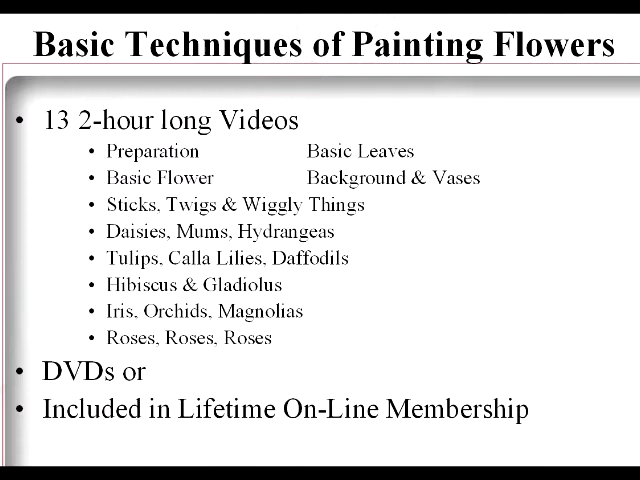 Basic Techniques of Painting Flowers
• 13 2-hour long Videos
• Preparation Basic Leaves
• Basic Flower Background & Vases
• Sticks, Twigs & Wiggly Things
• Daisies, Mums, Hydrangeas
• Tulips, Calla Lilies, Daffodils
• Hibiscus & Gladiolus
• Iris, Orchids, Magnolias
• Roses, Roses, Roses
• DVDs or
• Included in Lifetime On-Line Membership